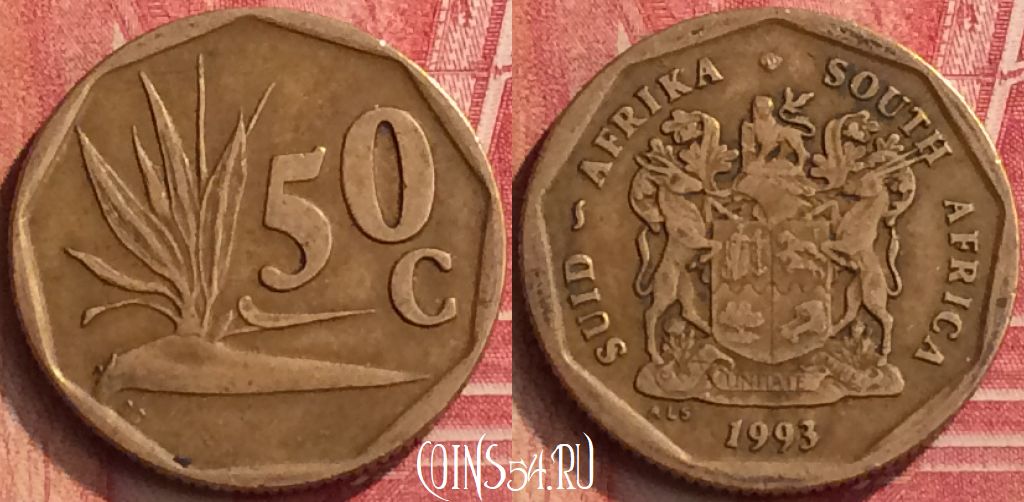 50
C
SUID ~ AFRIKA • SOUTH AFRICA
ALS
1993
COINS54.RU